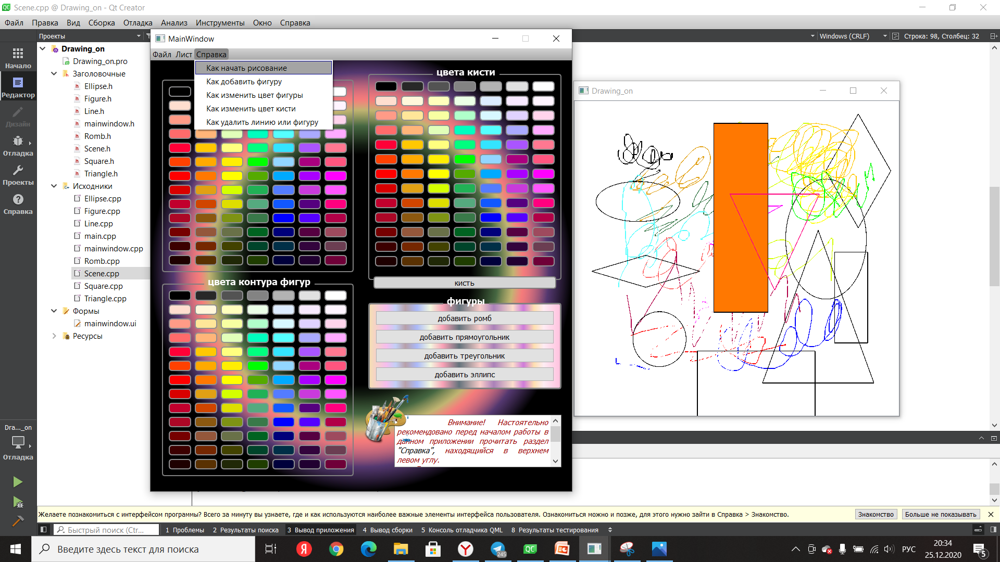 Scene.cpp @ Drawing_on - Qt Creator
Файл Правка Вид Сборка Отладка Анализ Инструменты Окно Справка
Проекты
Windows (CRLF)
Строка: 98, Столбец: 32
Начало
Редактор
Дизайн
Отладка
Проекты
Справка
Dra..._on
Отладка
Drawing_on
Drawing_on.pro
Заголовочные
Ellipse.h
Figure.h
Line.h
mainwindow.h
Romb.h
Scene.h
Square.h
Triangle.h
Исходники
Ellipse.cpp
Figure.cpp
Line.cpp
main.cpp
mainwindow.cpp
Romb.cpp
Scene.cpp
Square.cpp
Triangle.cpp
Формы
mainwindow.ui
Ресурсы
MainWindow
Файл Лист Справка
Как начать рисование
Как добавить фигуру
Как изменить цвет фигуры
Как изменить цвет кисти
Как удалить линию или фигуру
цвета кисти
кисть
цвета контура фигур
фигуры
добавить ромб
добавить прямоугольник
добавить треугольник
добавить эллипс
Внимание! Настоятельно
рекомендовано перед началом работы в
данном приложении прочитать раздел
"Справка", находящийся в верхнем
левом углу.
Drawing_on
Желаете познакомиться с интерфейсом программы? Всего за минуту вы узнаете, где и как используются наиболее важные элементы интерфейса пользователя. Ознакомиться можно и позже, для этого нужно зайти в Справка > Знакомство.
Знакомство
Больше не показывать
Быстрый поиск (Ctr...
1 Проблемы 2 Результаты поиска 3 Вывод приложения 4 Вывод сборки 5 Консоль отладчика QML 8 Результаты тестирования
Введите здесь текст для поиска
245
РУС
20:34
25.12.2020
5